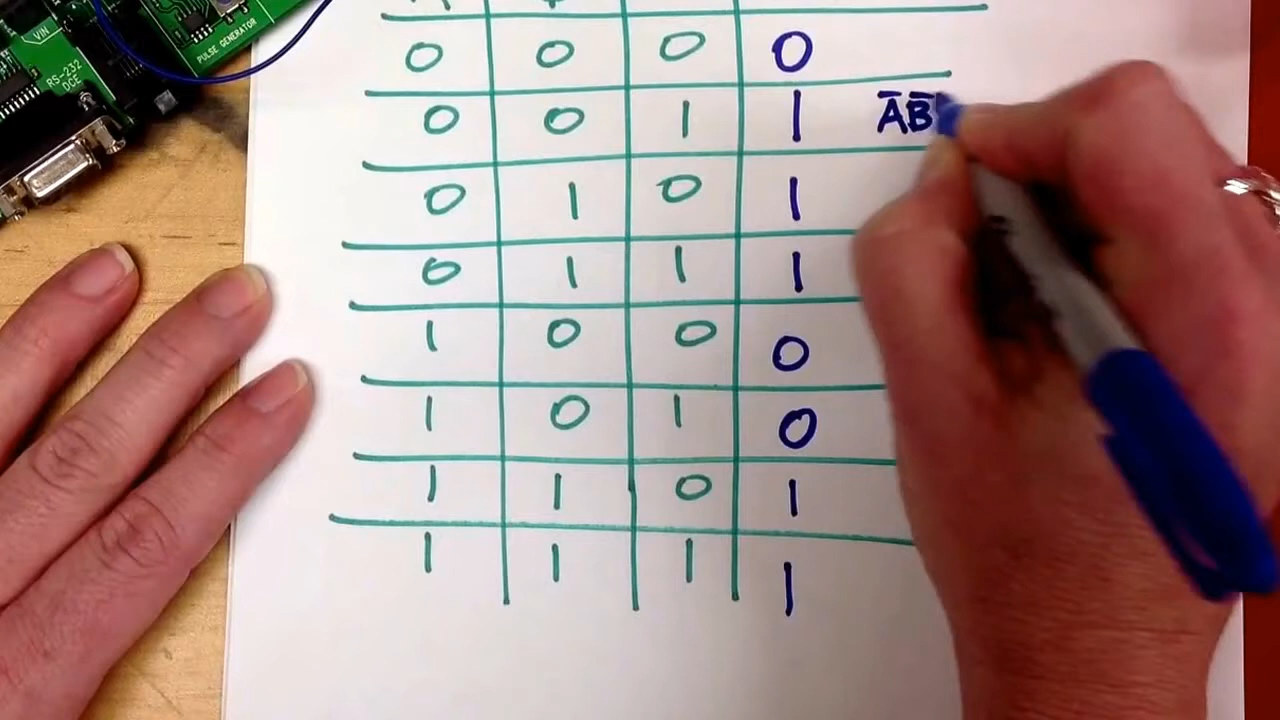 VIN
PULSE GENERATOR
RS-232
DCE
0 0 0 0
0 0 1 1 A̅B̅
0 1 0 1
0 1 1 1
1 0 0 0
1 0 1 0
1 1 0 1
1 1 1 1